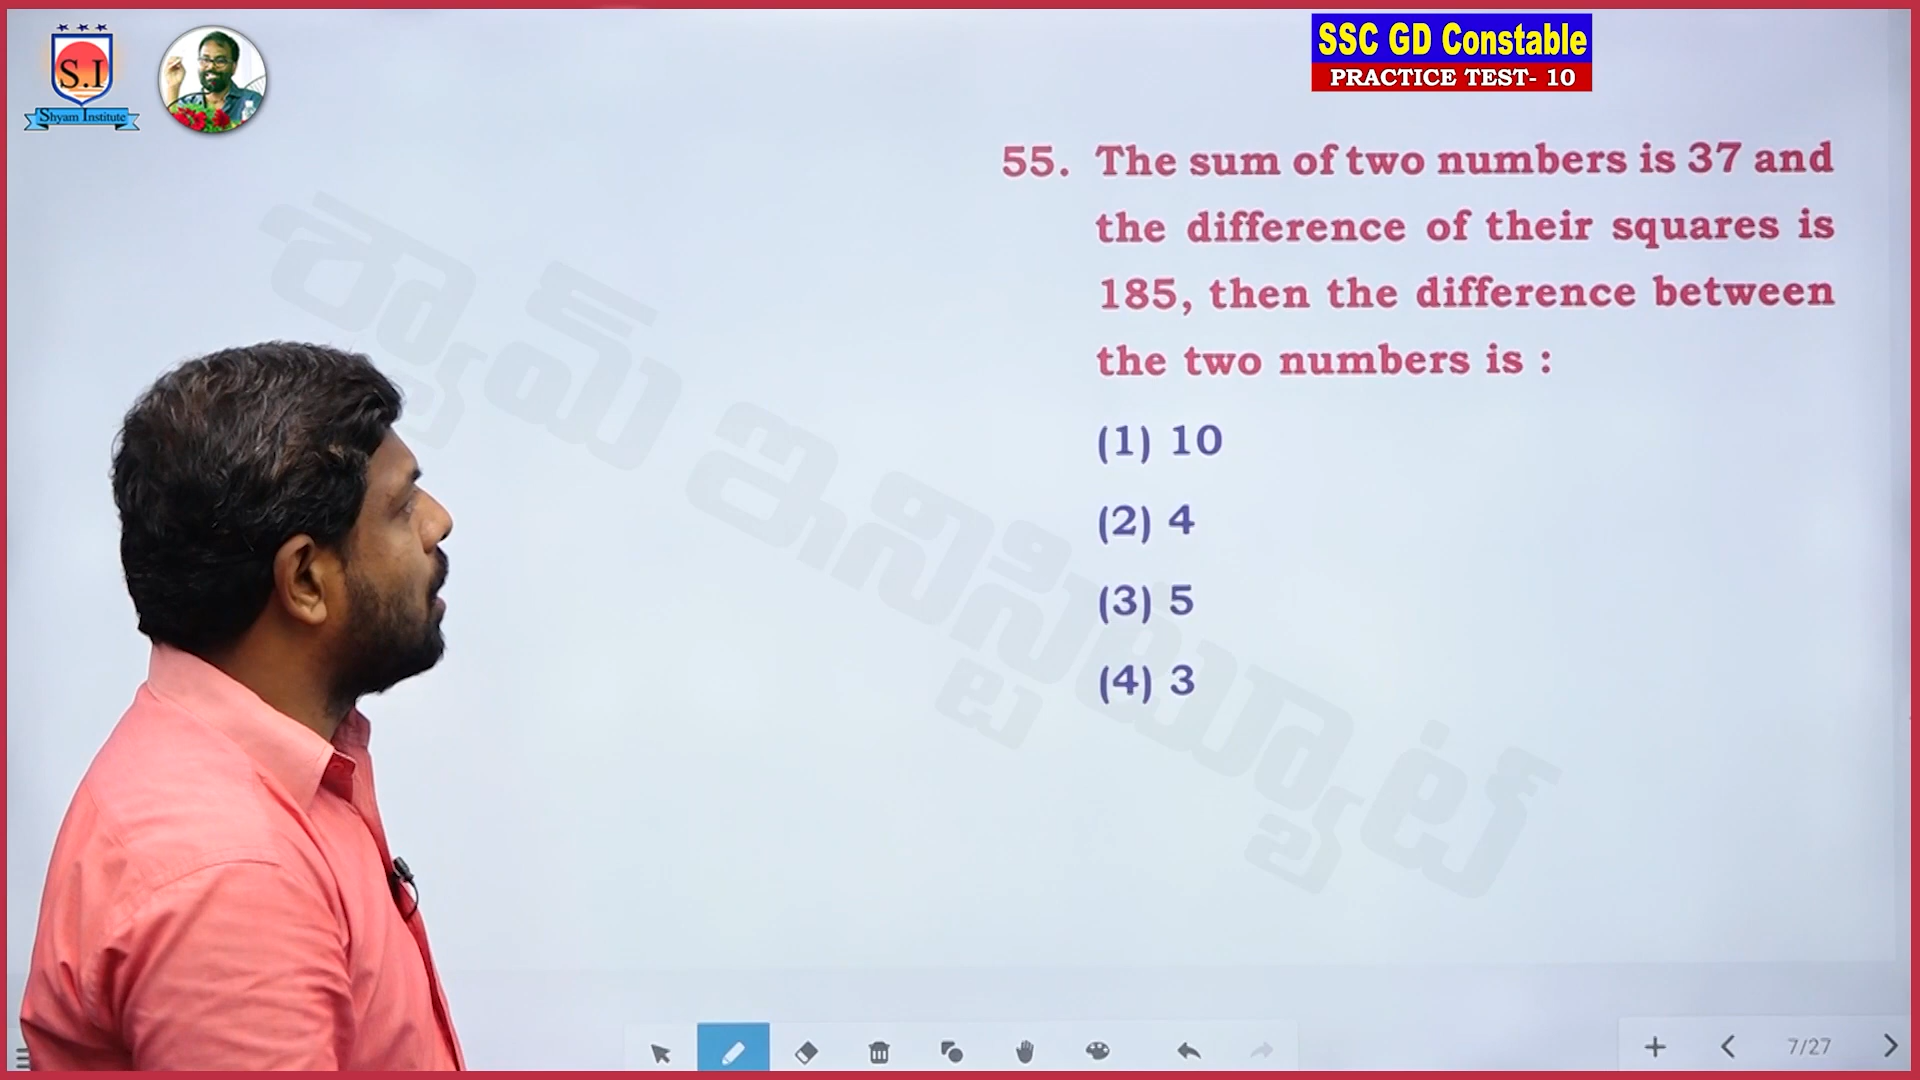 S.I
Shyam Institute
SSC GD Constable
PRACTICE TEST- 10
55. The sum of two numbers is 37 and
the difference of their squares is
185, then the difference between
the two numbers is :
(1) 10
(2) 4
(3) 5
(4) 3
శ్యామ్ ఇన్స్టిట్యూట్
7/27